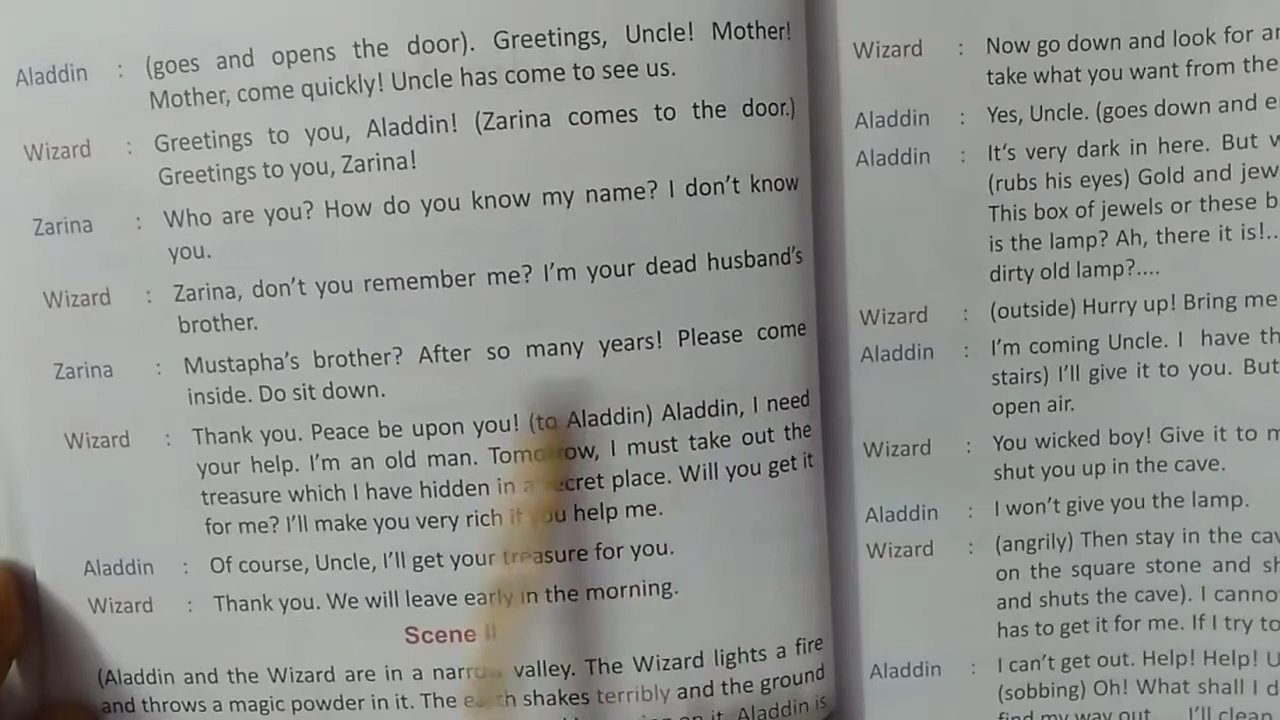 Aladdin : (goes and opens the door). Greetings, Uncle! Mother!
Mother, come quickly! Uncle has come to see us.
Wizard : Greetings to you, Aladdin! (Zarina comes to the door.)
Greetings to you, Zarina!
Zarina : Who are you? How do you know my name? I don't know
you.
Wizard : Zarina, don't you remember me? I'm your dead husband's
brother.
Zarina : Mustapha's brother? After so many years! Please come
inside. Do sit down.
Wizard : Thank you. Peace be upon you! (to Aladdin) Aladdin, I need
your help. I'm an old man. Tomorrow, I must take out the
treasure which I have hidden in a secret place. Will you get it
for me? I'll make you very rich if you help me.
Aladdin : Of course, Uncle, I'll get your treasure for you.
Wizard : Thank you. We will leave early in the morning.
Scene II
(Aladdin and the Wizard are in a narrow valley. The Wizard lights a fire
and throws a magic powder in it. The earth shakes terribly and the ground
on it. Aladdin is
Wizard : Now go down and look for
take what you want from the
Aladdin : Yes, Uncle. (goes down and
Aladdin : It's very dark in here. But
(rubs his eyes) Gold and
This box of jewels or these
is the lamp? Ah, there it is!..
dirty old lamp?....
Wizard : (outside) Hurry up! Bring me
Aladdin : I'm coming Uncle. I have
stairs) I'll give it to you. But
open air.
Wizard : You wicked boy! Give it to
shut you up in the cave.
Aladdin : I won't give you the lamp.
Wizard : (angrily) Then stay in the
on the square stone and
and shuts the cave). I
has to get it for me. If I try to
Aladdin : I can't get out. Help! Help!
(sobbing) Oh! What shall I
find my way out.... I'll clean